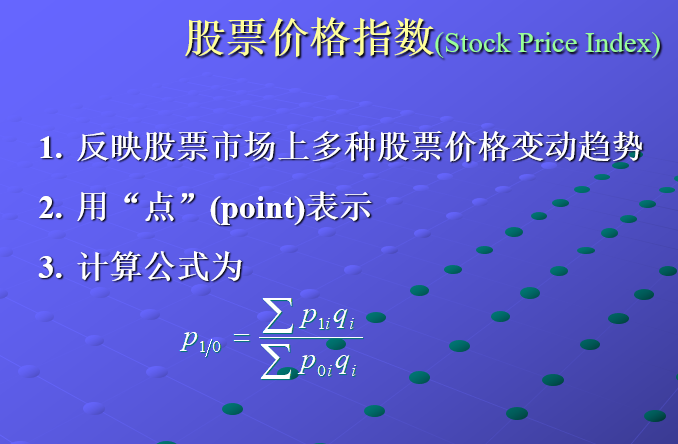 股票价格指数(Stock Price Index)
1. 反映股票市场上多种股票价格变动趋势
2. 用“点”(point)表示
3. 计算公式为
p_{1/0} = \frac{\sum p_{1i} q_i}{\sum p_{0i} q_i}